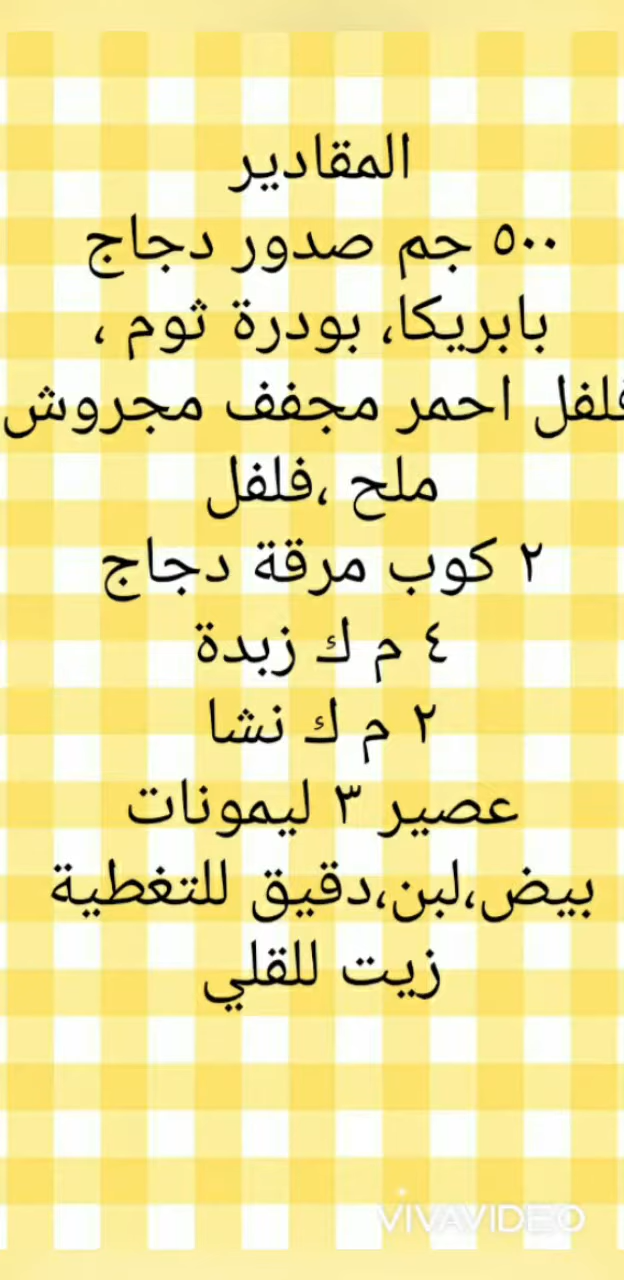 المقادير
٥٠٠ جم صدور دجاج
بابريكا، بودرة ثوم ،
فلفل احمر مجفف مجروش
ملح ،فلفل
٢ كوب مرقة دجاج
٤ م ك زبدة
٢ م ك نشا
عصير ٣ ليمونات
بيض،لبن،دقيق للتغطية
زيت للقلي
VIVAVIDEO